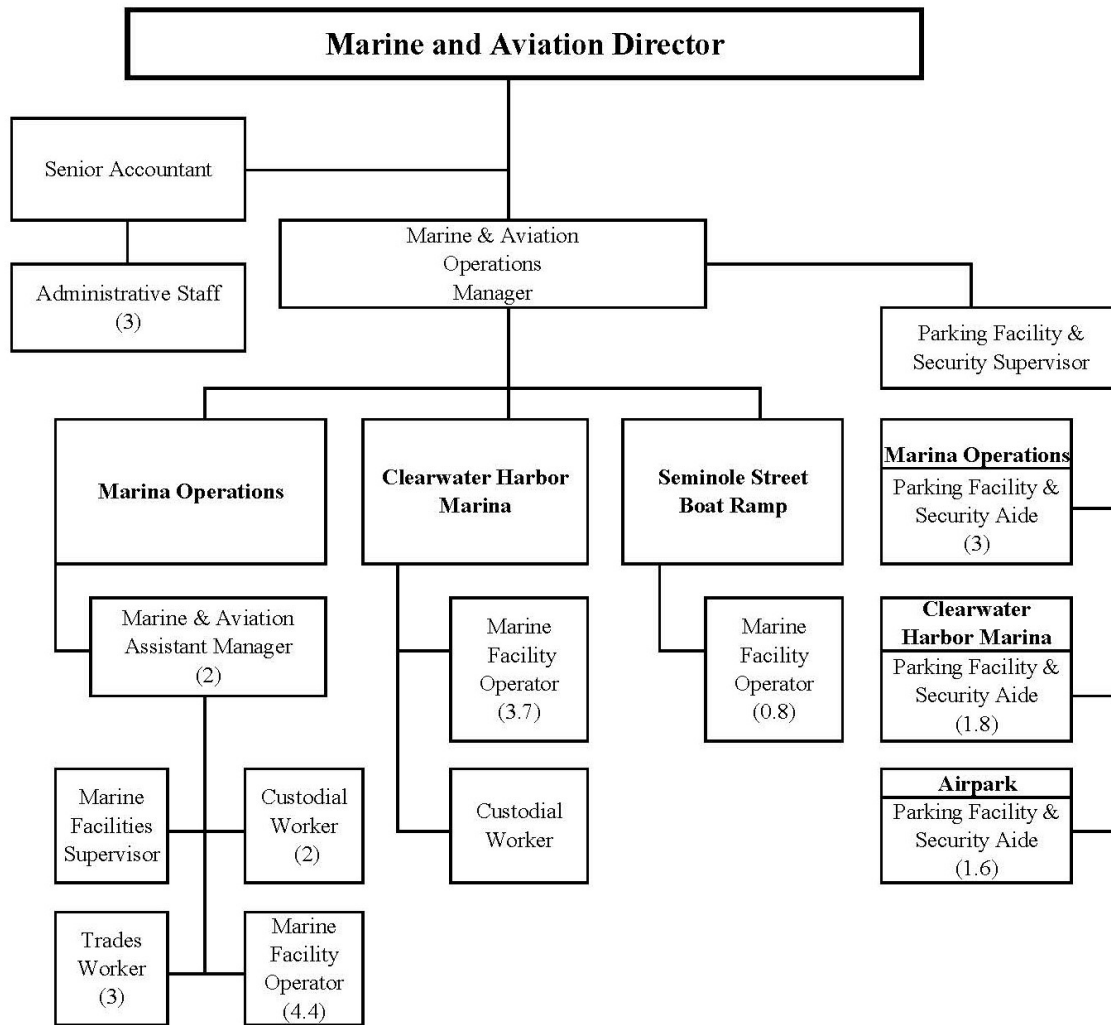 Marine and Aviation Director
Senior Accountant
Administrative Staff
(3)
Marine & Aviation
Operations
Manager
Parking Facility &
Security Supervisor
Marina Operations
Clearwater Harbor
Marina
Seminole Street
Boat Ramp
Marina Operations
Parking Facility &
Security Aide
(3)
Marine & Aviation
Assistant Manager
(2)
Marine
Facility
Operator
(3.7)
Marine
Facility
Operator
(0.8)
Clearwater
Harbor Marina
Parking Facility &
Security Aide
(1.8)
Marine
Facilities
Supervisor
Custodial
Worker
(2)
Custodial
Worker
Airpark
Parking Facility &
Security Aide
(1.6)
Trades
Worker
(3)
Marine
Facility
Operator
(4.4)